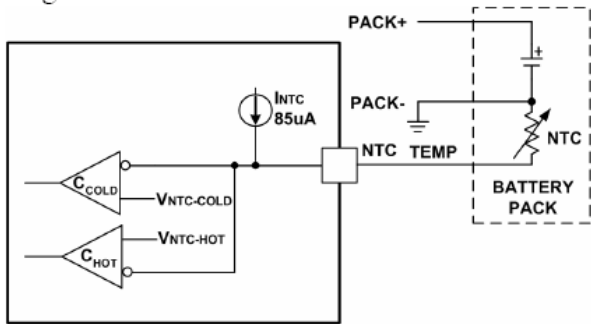 PACK+
INTC
85uA
PACK-
NTC
NTC TEMP
CCOLD
VNTC-COLD
BATTERY
PACK
VNTC-HOT
CHOT